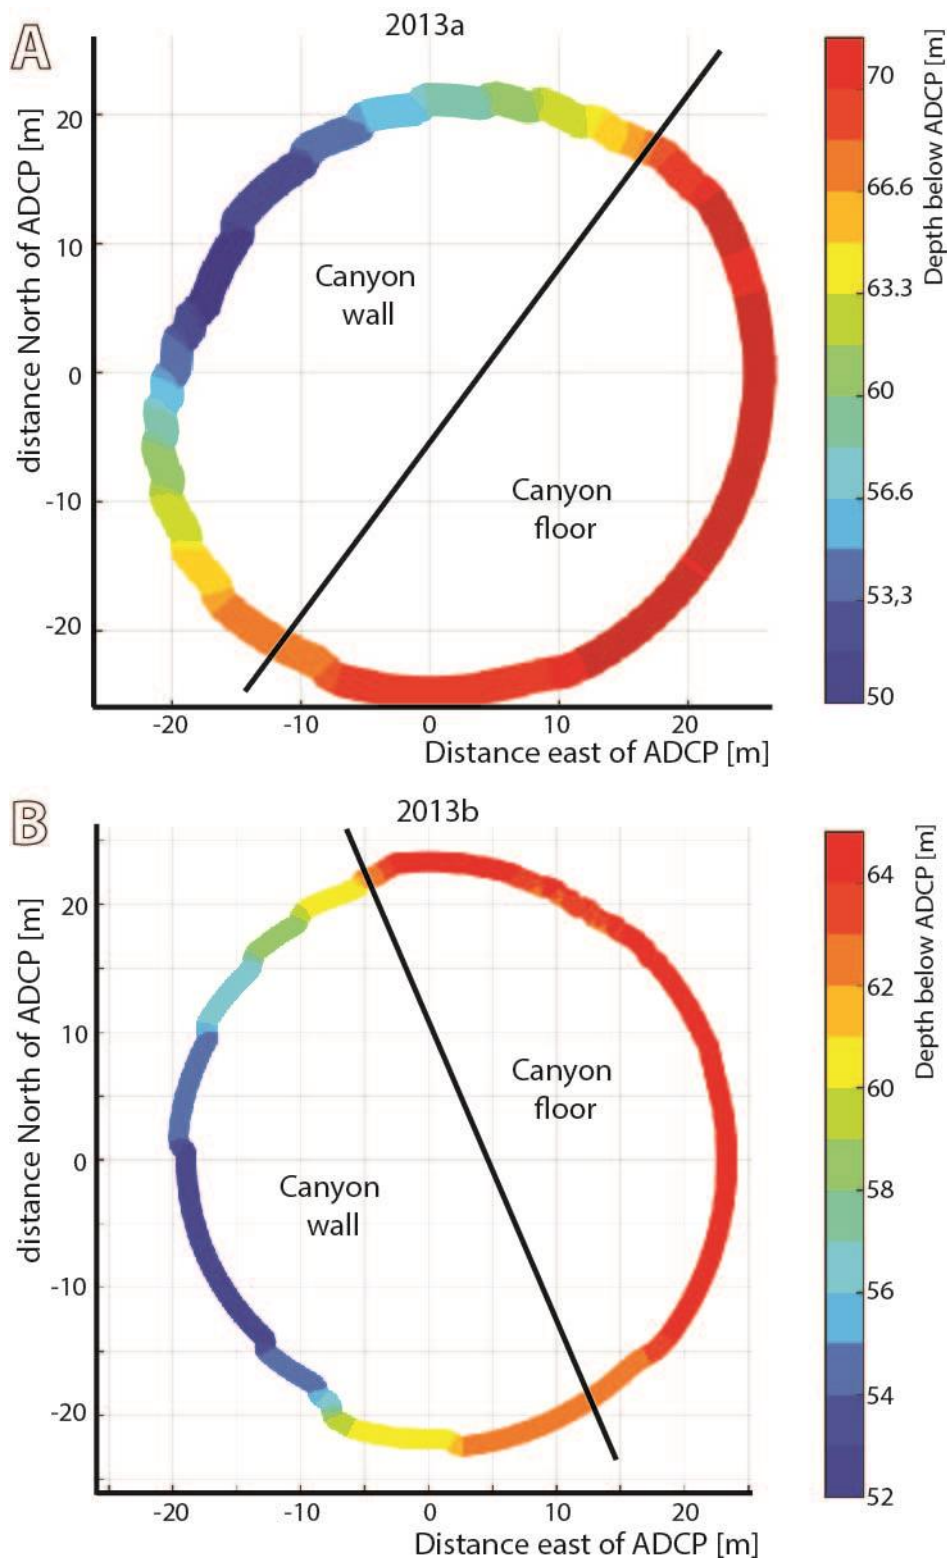 A
2013a
distance North of ADCP [m]
20
10
0
-10
-20
Canyon
wall
Canyon
floor
-20
-10
0
10
20
Distance east of ADCP [m]
70
66.6
63.3
60
56.6
53,3
50
Depth below ADCP [m]
B
2013b
distance North of ADCP [m]
20
10
0
-10
-20
Canyon
floor
Canyon
wall
-20
-10
0
10
20
Distance east of ADCP [m]
64
62
60
58
56
54
52
Depth below ADCP [m]